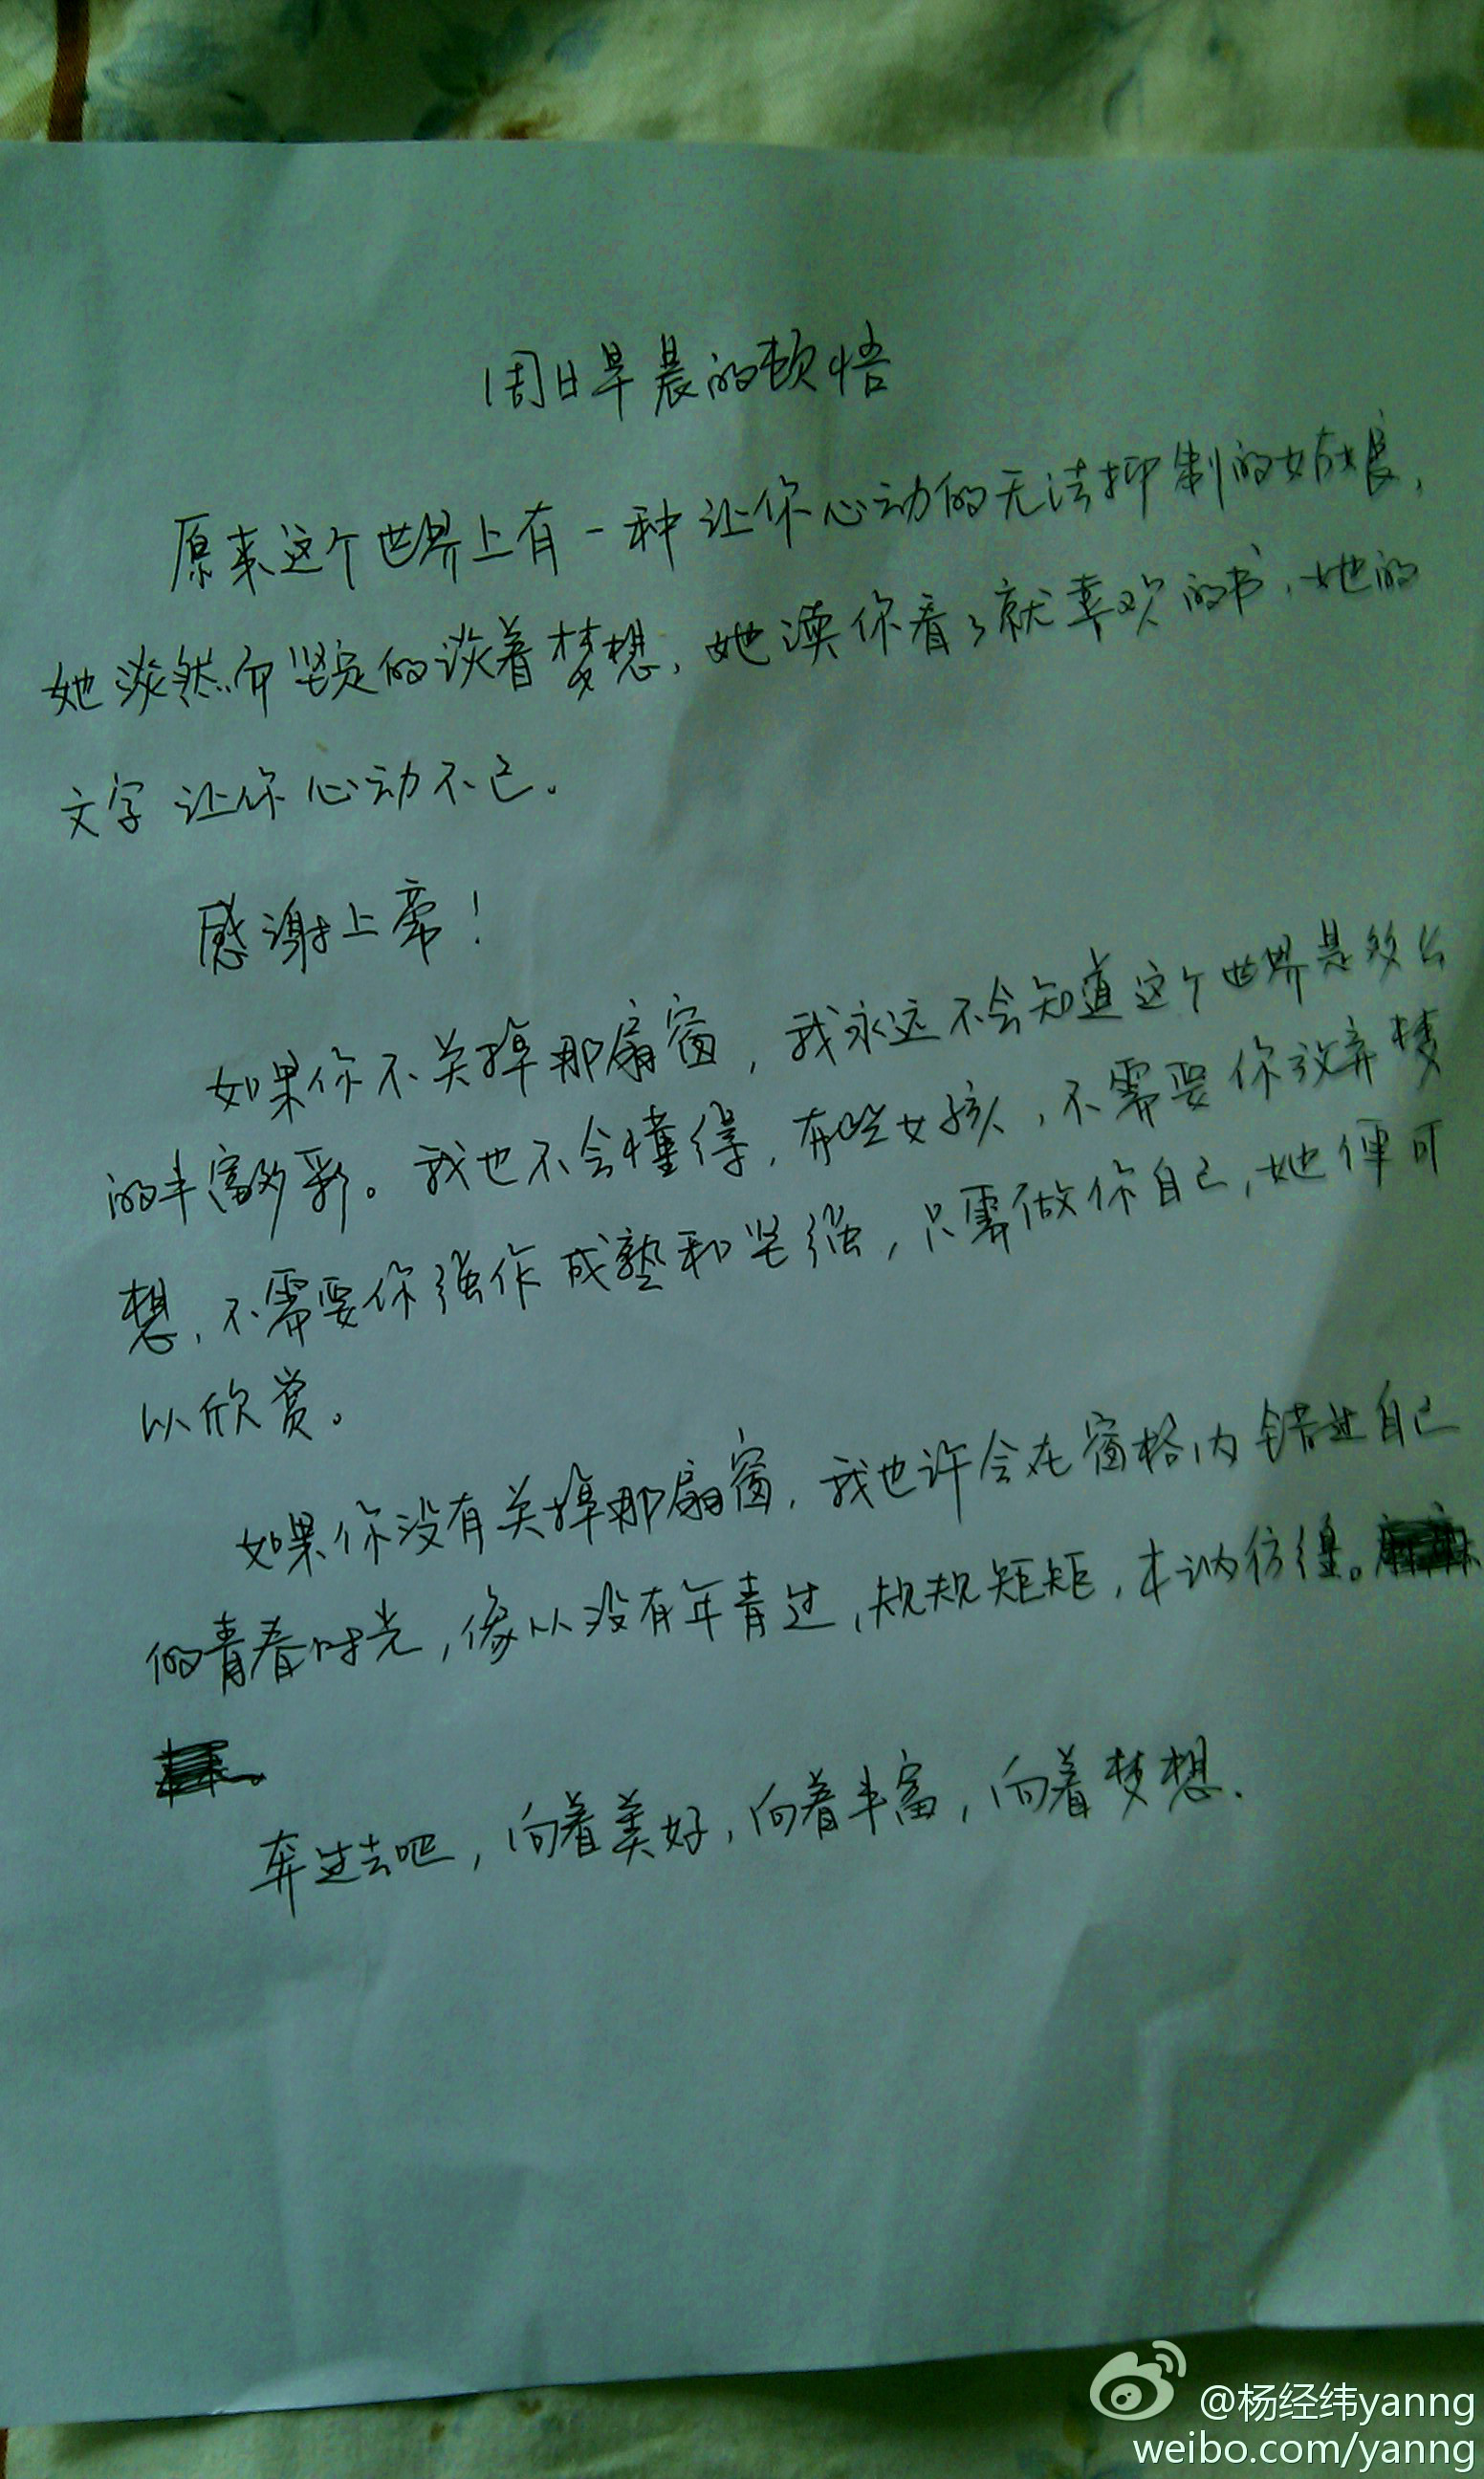 周日早晨的顿悟
原来这个世界上有一种让你心动的无法抑制的姑娘,
她淡然而坚定的谈着梦想,她读你看了就喜欢的书,她的
文字让你心动不已.
感谢上帝!
如果你不关掉那扇窗,我永远不会知道这个世界是多么
的丰富多彩。我也不会懂得,有些女孩,不需要你放弃梦
想,不需要你强作成熟和坚强,只需做你自己,她便可
以欣赏。
如果你没有关掉那扇窗,我也许会在窗格内错过自己
的青春时光,像从没有年青过,规规矩矩,木讷彷徨。
奔过去吧,向着美好,向着丰富,向着梦想.
@杨经纬yanng
weibo.com/yanng